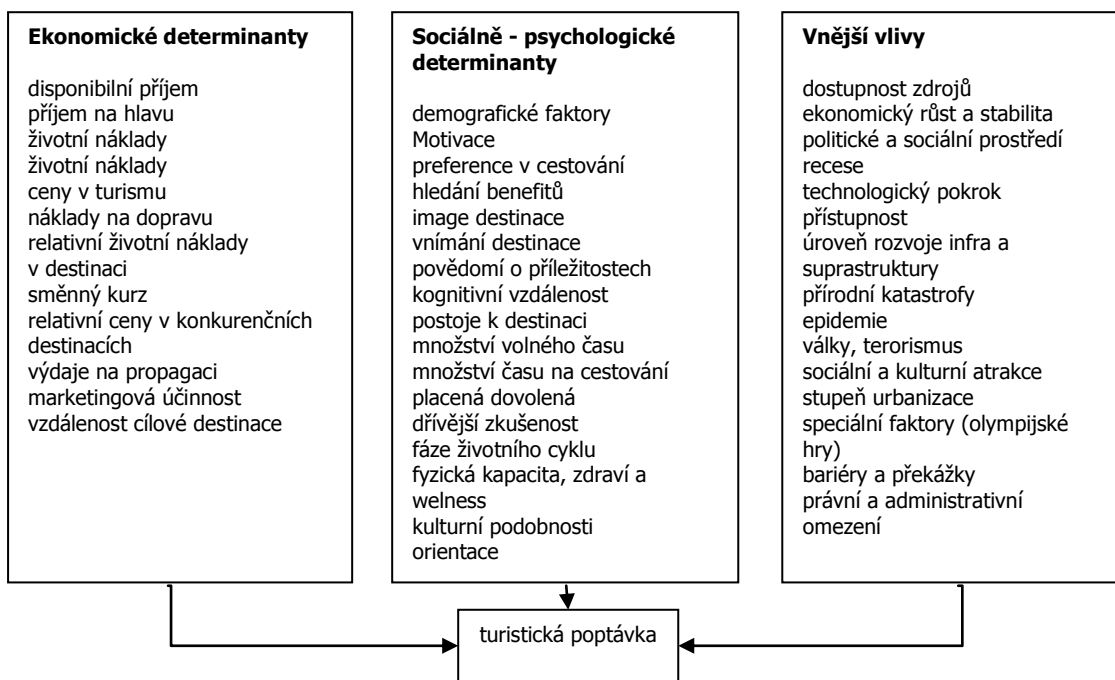 Ekonomické determinanty
disponibilní příjem
příjem na hlavu
životní náklady
životní náklady
ceny v turismu
náklady na dopravu
relativní životní náklady
v destinaci
směnný kurz
relativní ceny v konkurenčních
destinacích
výdaje na propagaci
marketingová účinnost
vzdálenost cílové destinace
Sociálně - psychologické
determinanty
demografické faktory
Motivace
preference v cestování
hledání benefitů
image destinace
vnímání destinace
povědomí o příležitostech
kognitivní vzdálenost
postoje k destinaci
množství volného času
množství času na cestování
placená dovolená
dřívější zkušenost
fáze životního cyklu
fyzická kapacita, zdraví a
welness
kulturní podobnosti
orientace
Vnější vlivy
dostupnost zdrojů
ekonomický růst a stabilita
politické a sociální prostředí
recese
technologický pokrok
přístupnost
úroveň rozvoje infra a
suprastruktury
přírodní katastrofy
epidemie
války, terorismus
sociální a kulturní atrakce
stupeň urbanizace
speciální faktory (olympijské
hry)
bariéry a překážky
právní a administrativní
omezení
turistická poptávka